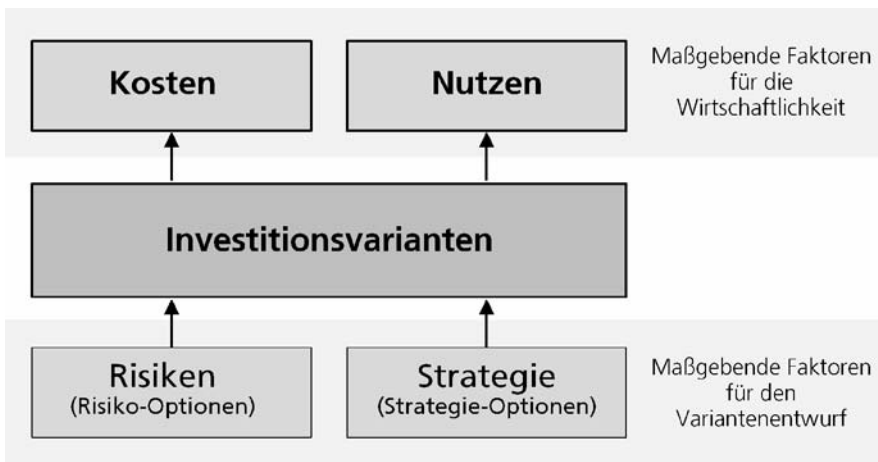 Kosten
Nutzen
Maßgebende Faktoren
für die
Wirtschaftlichkeit
Investitionsvarianten
Risiken
(Risiko-Optionen)
Strategie
(Strategie-Optionen)
Maßgebende Faktoren
für den
Variantenentwurf